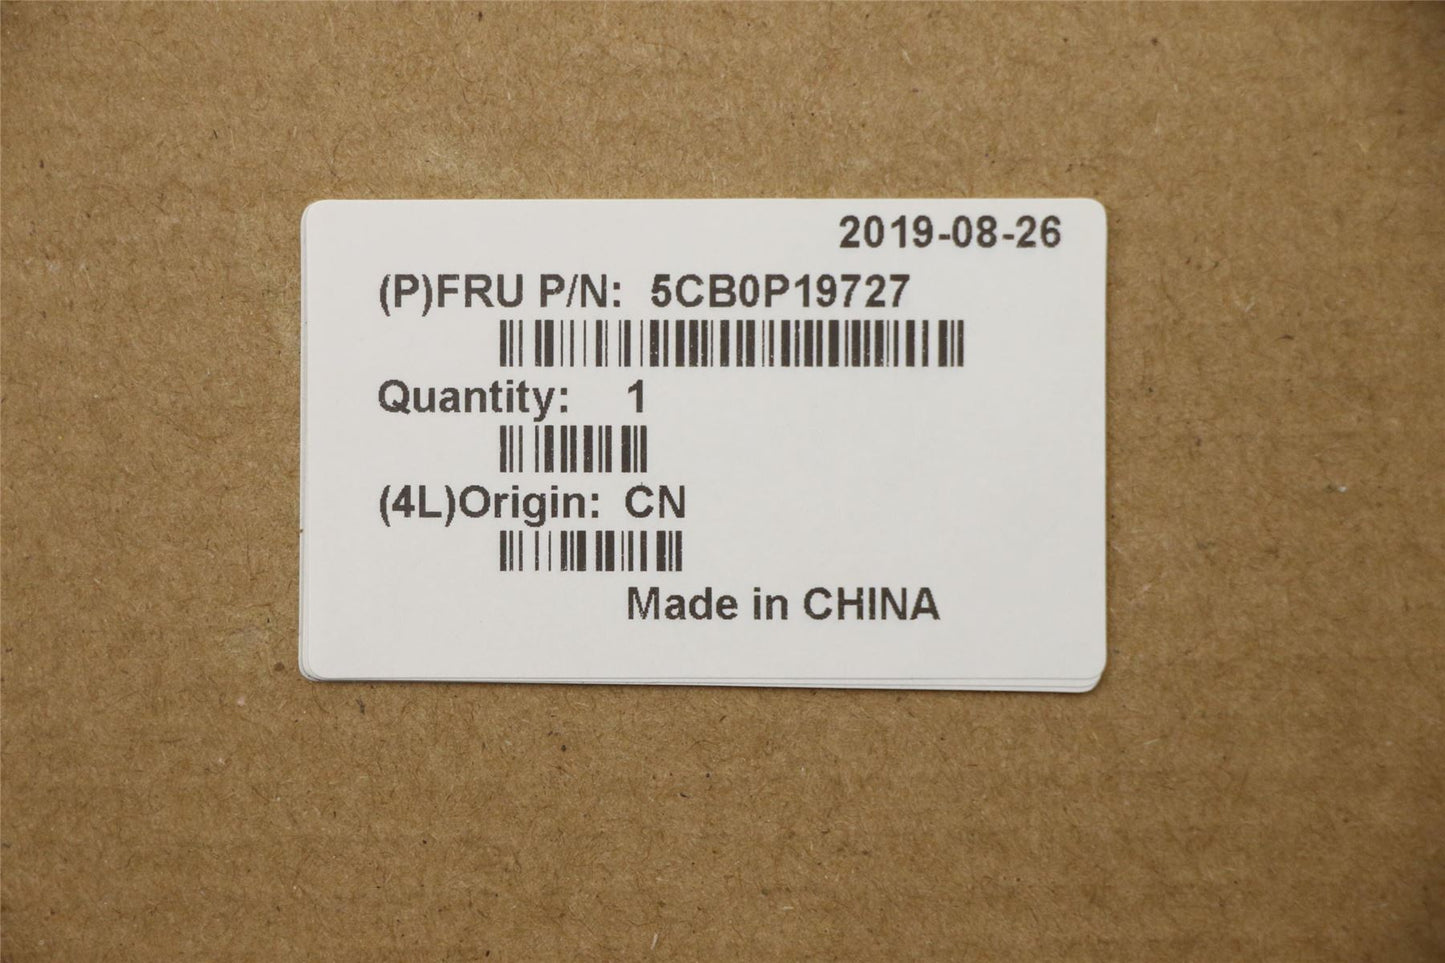 2019-08-26
(P)FRU P/N: 5CB0P19727
Quantity: 1
(4L)Origin: CN
Made in CHINA